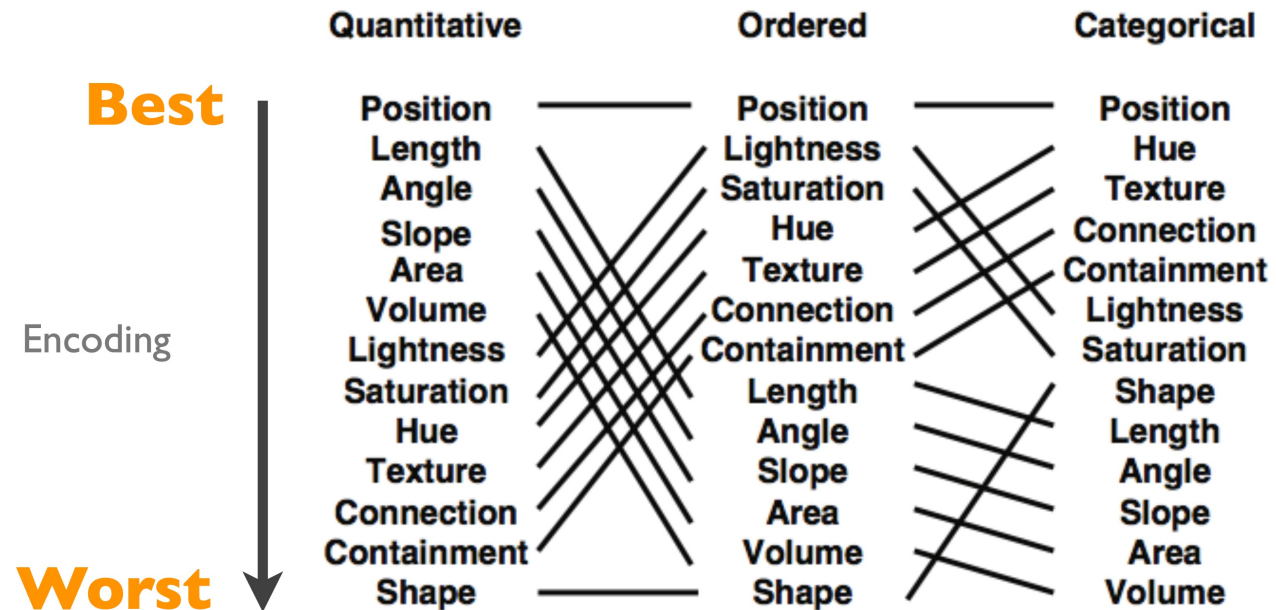 Quantitative Ordered Categorical
Best
Position Position Position
Length Lightness Hue
Angle Saturation Texture
Slope Hue Connection
Area Texture Containment
Volume Connection Lightness
Encoding
Lightness Containment Saturation
Saturation Length Shape
Hue Angle Length
Texture Slope Angle
Connection Area Slope
Containment Volume Area
Worst
Shape Shape Volume